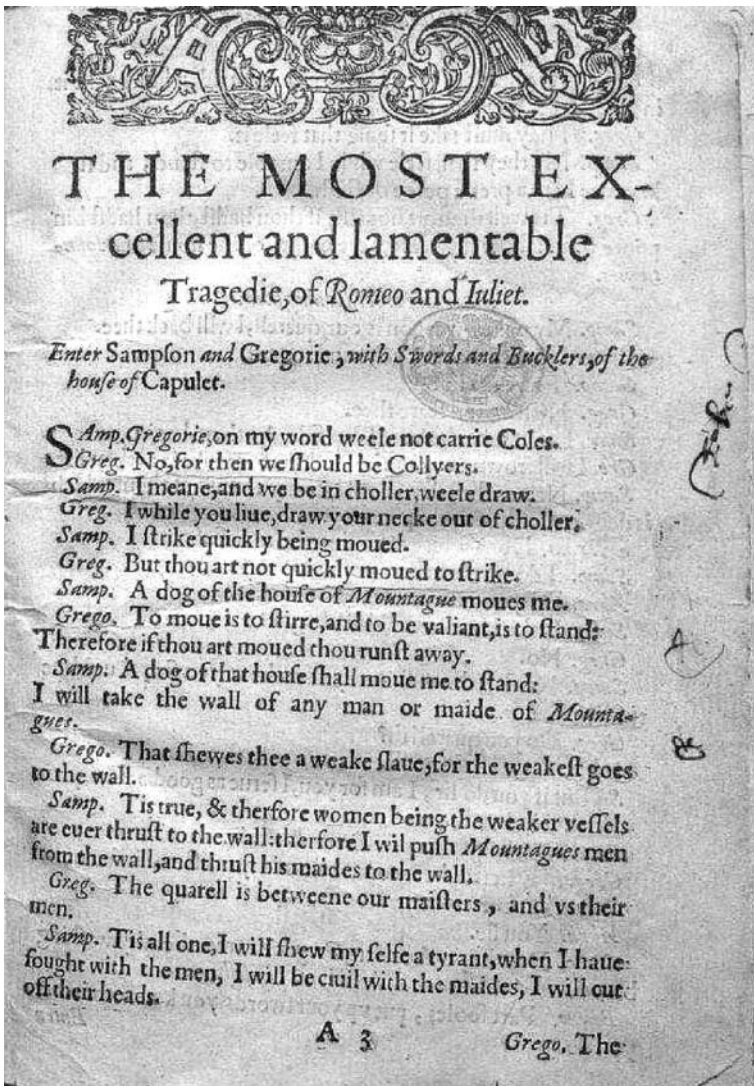 THE MOST EX-
cellent and lamentable
Tragedie, of Romeo and Iuliet.
Enter Sampſon and Gregorie, with Swords and Bucklers, of the
houſe of Capulet.
SAmp. Gregorie, on my word weele not carrie Coles.
Greg. No, for then we ſhould be Collyers.
Samp. I meane, and we be in choller, weele draw.
Greg. I while you liue, draw your necke out of choller.
Samp. I ſtrike quickly being moued.
Greg. But thou art not quickly moued to ſtrike.
Samp. A dog of the houſe of Mountague moues me.
Grego. To moue is to ſtirre, and to be valiant, is to ſtand:
Therefore if thou art moued thou runſt away.
Samp. A dog of that houſe ſhall moue me to ſtand:
I will take the wall of any man or maide of Mounta-
gues.
Grego. That ſhewes thee a weake ſlaue, for the weakeſt goes
to the wall.
Samp. Tis true, & therfore women being the weaker veſſels
are euer thruſt to the wall: therfore I wil puſh Mountagues men
from the wall, and thruſt his maides to the wall.
Greg. The quarell is betweene our maiſters, and vs their
men.
Samp. Tis all one, I will ſhew my ſelfe a tyrant, when I haue
fought with the men, I will be ciuil with the maides, I will cut
off their heads.
A 3 Grego. The